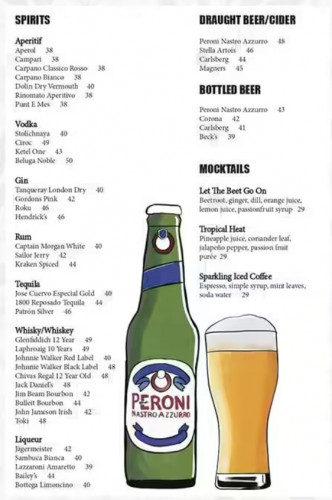 SPIRITS
Aperitif
Aperol 38
Campari 38
Carpano Classico Rosso 38
Carpano Bianco 38
Dolin Dry Vermouth 40
Rinomato Aperitivo 38
Punt E Mes 38
Vodka
Stolichnaya 40
Ciroc 49
Ketel One 43
Beluga Noble 50
Gin
Tanqueray London Dry 40
Gordons Pink 42
Roku 46
Hendrick's 46
Rum
Captain Morgan White 40
Sailor Jerry 42
Kraken Spiced 44
Tequila
Jose Cuervo Especial Gold 40
1800 Reposado Tequila 44
Patrón Silver 46
Whisky/Whiskey
Glenfiddich 12 Year 49
Laphroaig 10 Years 49
Johnnie Walker Red Label 40
Johnnie Walker Black Label 48
Chivas Regal 12 Year Old 48
Jack Daniel's 48
Jim Beam Bourbon 42
Bulleit Bourbon 44
John Jameson Irish 42
Toki 48
Liqueur
Jägermeister 42
Sambuca Bianca 40
Lazzaroni Amaretto 39
Bailey's 44
Bottega Limoncino 40
DRAUGHT BEER/CIDER
Peroni Nastro Azzurro 48
Stella Artois 46
Carlsberg 44
Magners 45
BOTTLED BEER
Peroni Nastro Azzurro 43
Corona 42
Carlsberg 41
Beck's 39
MOCKTAILS
Let The Beet Go On
Beetroot, ginger, dill, orange juice,
lemon juice, passionfruit syrup 29
Tropical Heat
Pineapple juice, coriander leaf,
jalapeño pepper, passion fruit
purée 29
Sparkling Iced Coffee
Espresso, simple syrup, mint leaves,
soda water 29
PERONI
NASTRO AZZURRO